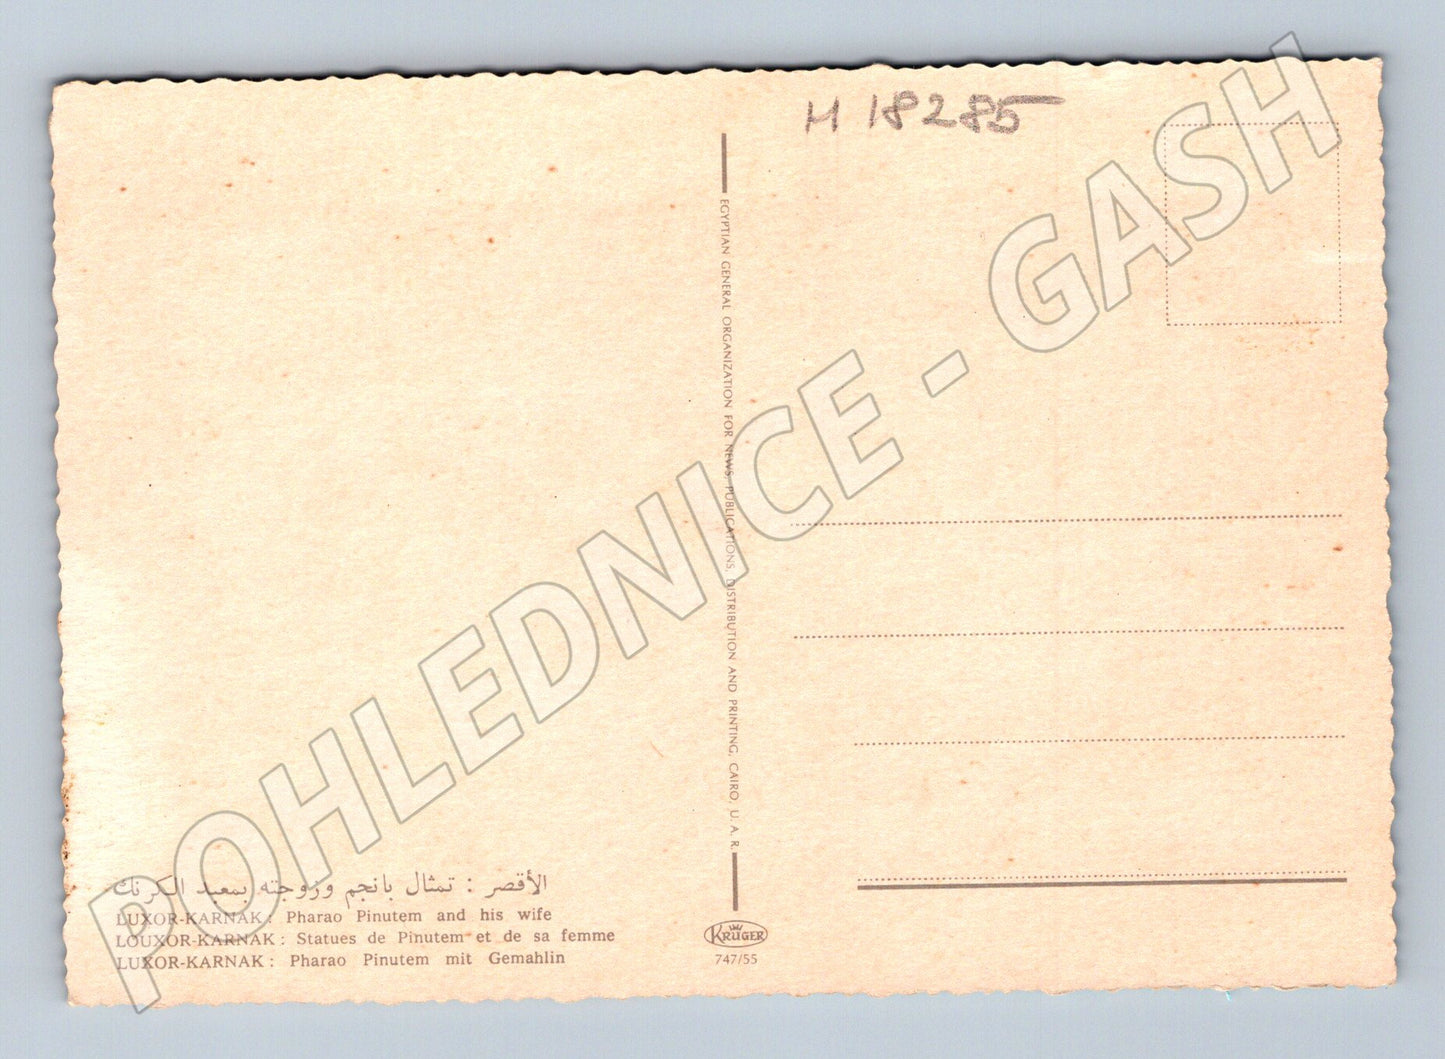 H 18285
EGYPTIAN GENERAL ORGANIZATION FOR NEWS, PUBLICATIONS, DISTRIBUTION AND PRINTING, CAIRO, U. A. R.
POHLEDNICE - GASH
الأقصر : تمثال بانجم وزوجته بمعبد الكرنك
LUXOR-KARNAK : Pharao Pinutem and his wife
LOUXOR-KARNAK : Statues de Pinutem et de sa femme
LUXOR-KARNAK : Pharao Pinutem mit Gemahlin
KRÜGER
747/55